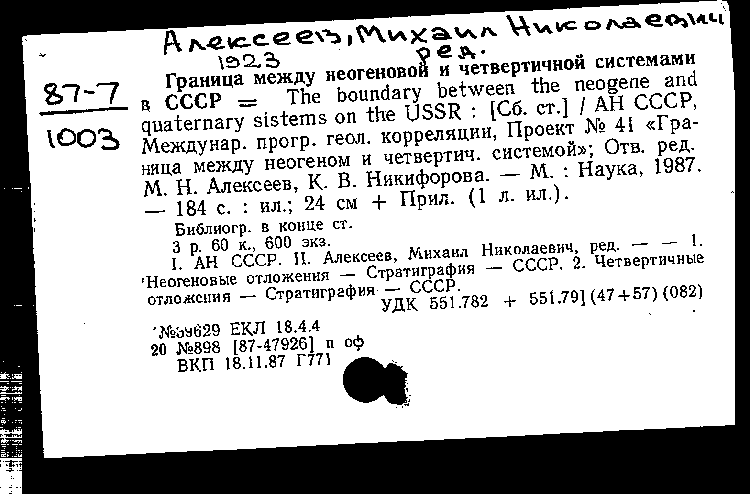 Алексеев, Михаил Николаевич
1923 ред.
87-7
1003
Граница между неогеновой и четвертичной системами
в СССР = The boundary between the neogene and
quaternary sistems on the USSR : [Сб. ст.] / АН СССР,
Междунар. прогр. геол. корреляции, Проект № 41 «Гра-
ница между неогеном и четвертич. системой»; Отв. ред.
М. Н. Алексеев, К. В. Никифорова. — М. : Наука, 1987.
— 184 с. : ил.; 24 см + Прил. (1 л. ил.).
Библиогр. в конце ст.
3 р. 60 к., 600 экз.
I. АН СССР. II. Алексеев, Михаил Николаевич, ред. — — 1.
Неогеновые отложения — Стратиграфия — СССР. 2. Четвертичные
отложения — Стратиграфия — СССР.
УДК 551.782 + 551.79](47+57)(082)
ЕКЛ 18.4.4
20 №898 [87-47926] п оф
ВКП 18.11.87 Г771